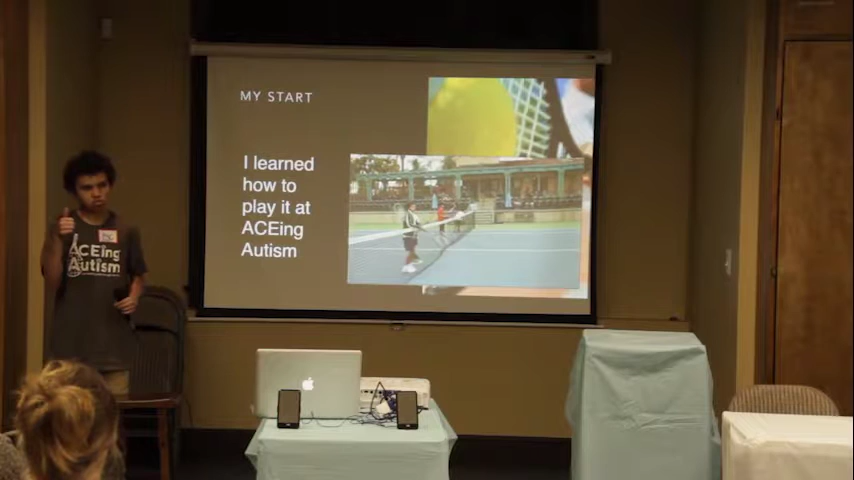 MY START
I learned
how to
play it at
ACEing
Autism
ACEing
Autism